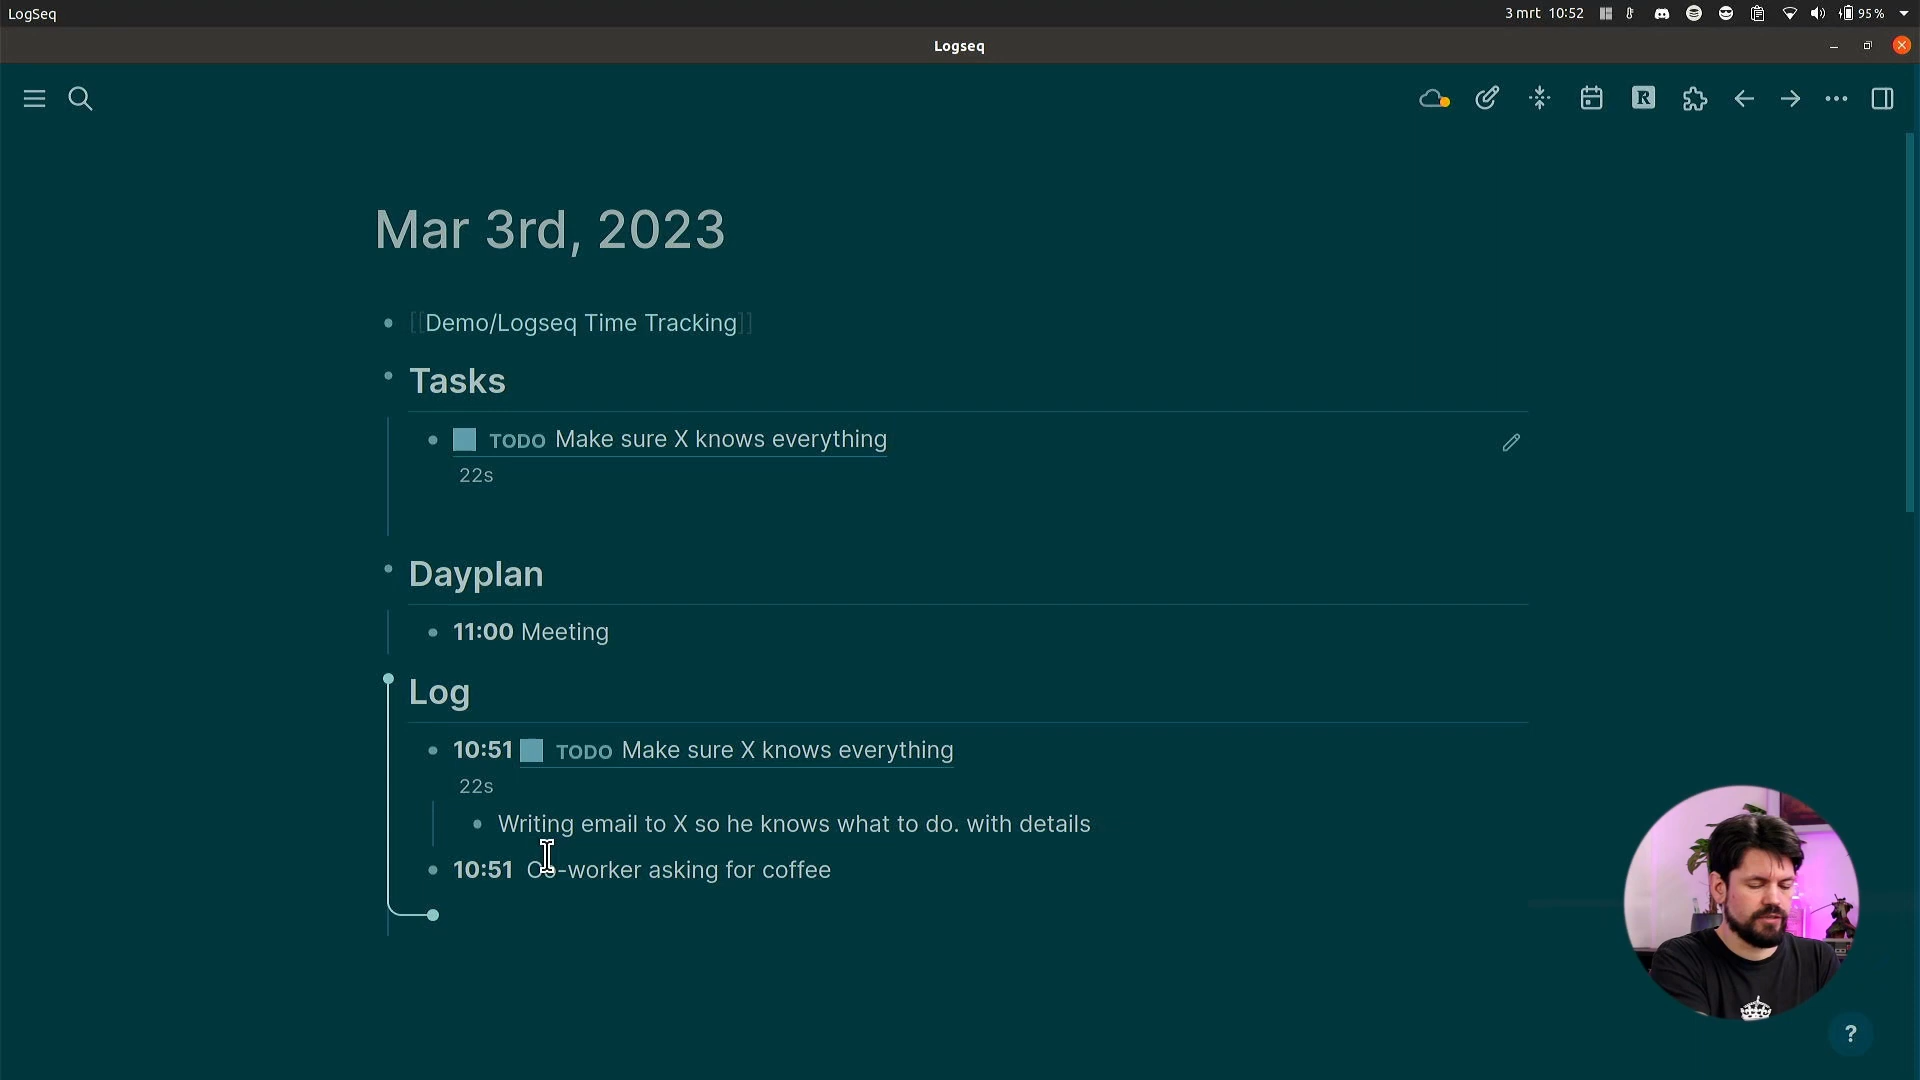 LogSeq
3 mrt 10:52
95%
Logseq
Mar 3rd, 2023
[[Demo/Logseq Time Tracking]]
Tasks
TODO Make sure X knows everything
22s
Dayplan
11:00 Meeting
Log
10:51 TODO Make sure X knows everything
22s
Writing email to X so he knows what to do. with details
10:51 Co-worker asking for coffee
?